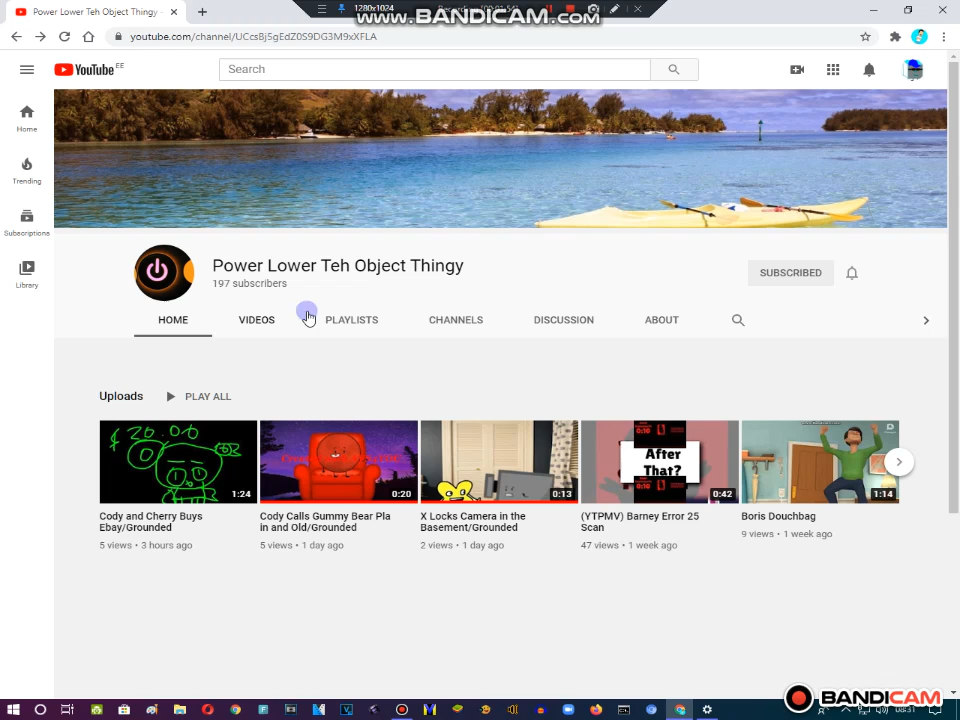 Power Lower Teh Object Thingy -
1280x1024
www.BANDICAM.com
youtube.com/channel/UCcsBj5gEdZ0S9DG3M9xXFLA
YouTube EE
Search
Home
Trending
Subscriptions
Library
Power Lower Teh Object Thingy
197 subscribers
SUBSCRIBED
HOME VIDEOS PLAYLISTS CHANNELS DISCUSSION ABOUT
Uploads PLAY ALL
$20.00
1:24
0:20
0:13
After
That?
0:42
1:14
Cody and Cherry Buys
Ebay/Grounded
5 views • 3 hours ago
Cody Calls Gummy Bear Pla
in and Old/Grounded
5 views • 1 day ago
X Locks Camera in the
Basement/Grounded
2 views • 1 day ago
(YTPMV) Barney Error 25
Scan
47 views • 1 week ago
Boris Douchbag
9 views • 1 week ago
BANDICAM